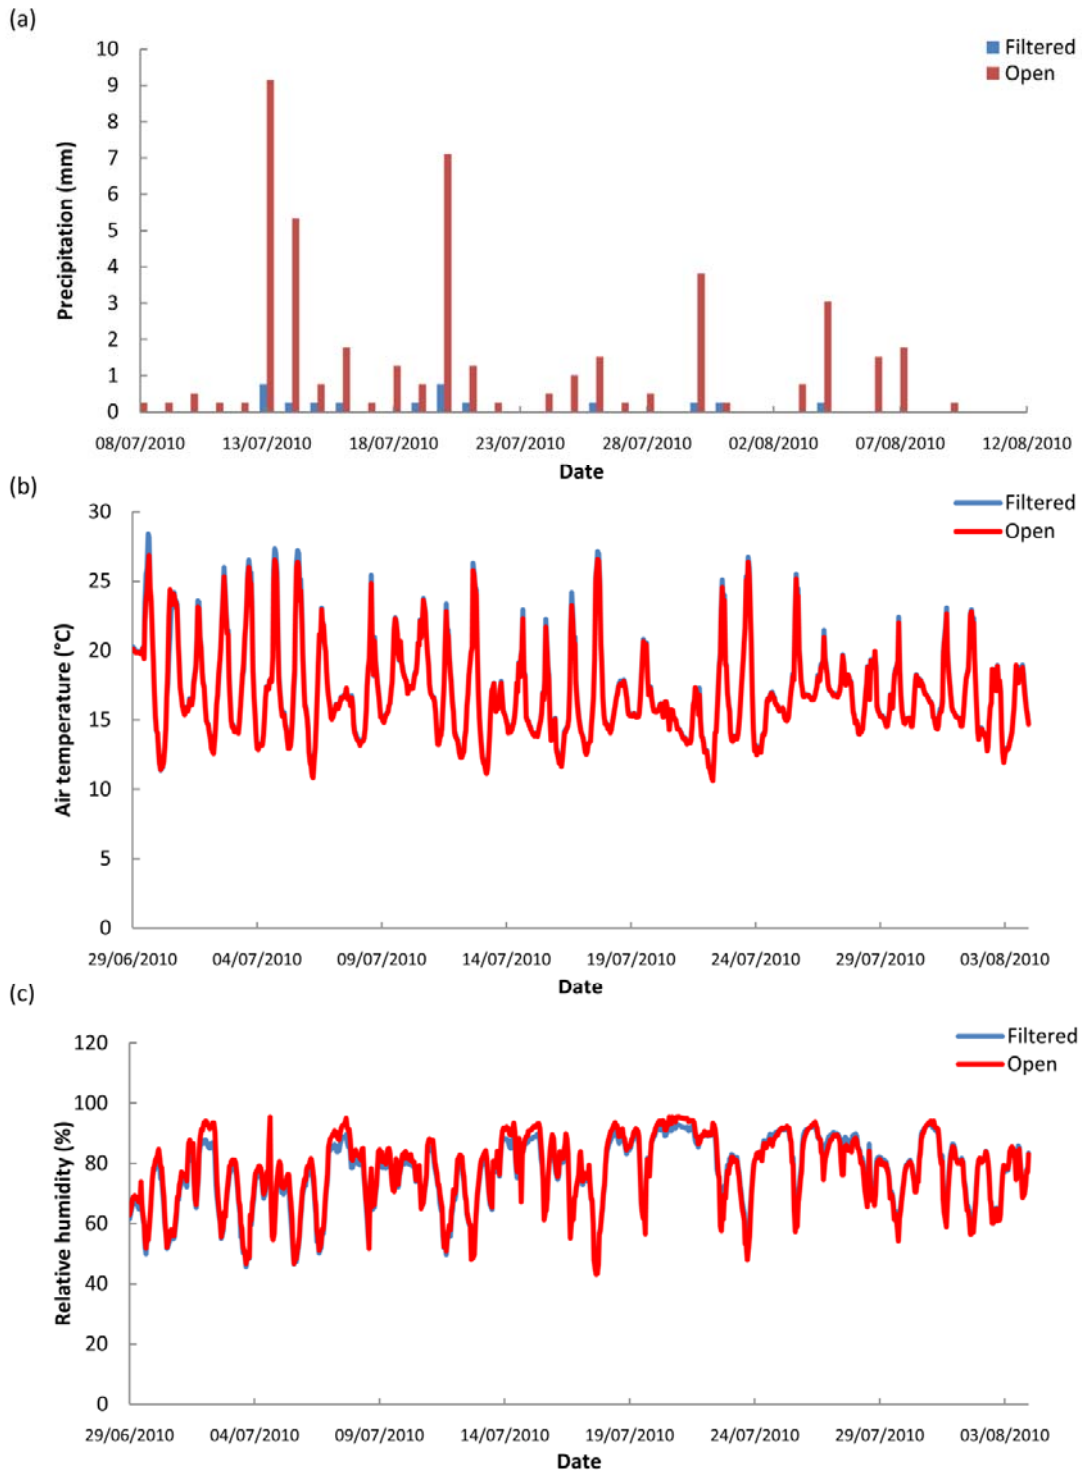 (a)
Filtered
Open
10
9
8
7
6
5
4
3
2
1
0
Precipitation (mm)
08/07/2010 13/07/2010 18/07/2010 23/07/2010 28/07/2010 02/08/2010 07/08/2010 12/08/2010
Date
(b)
Filtered
Open
30
25
20
15
10
5
0
Air temperature (°C)
29/06/2010 04/07/2010 09/07/2010 14/07/2010 19/07/2010 24/07/2010 29/07/2010 03/08/2010
Date
(c)
Filtered
Open
120
100
80
60
40
20
0
Relative humidity (%)
29/06/2010 04/07/2010 09/07/2010 14/07/2010 19/07/2010 24/07/2010 29/07/2010 03/08/2010
Date